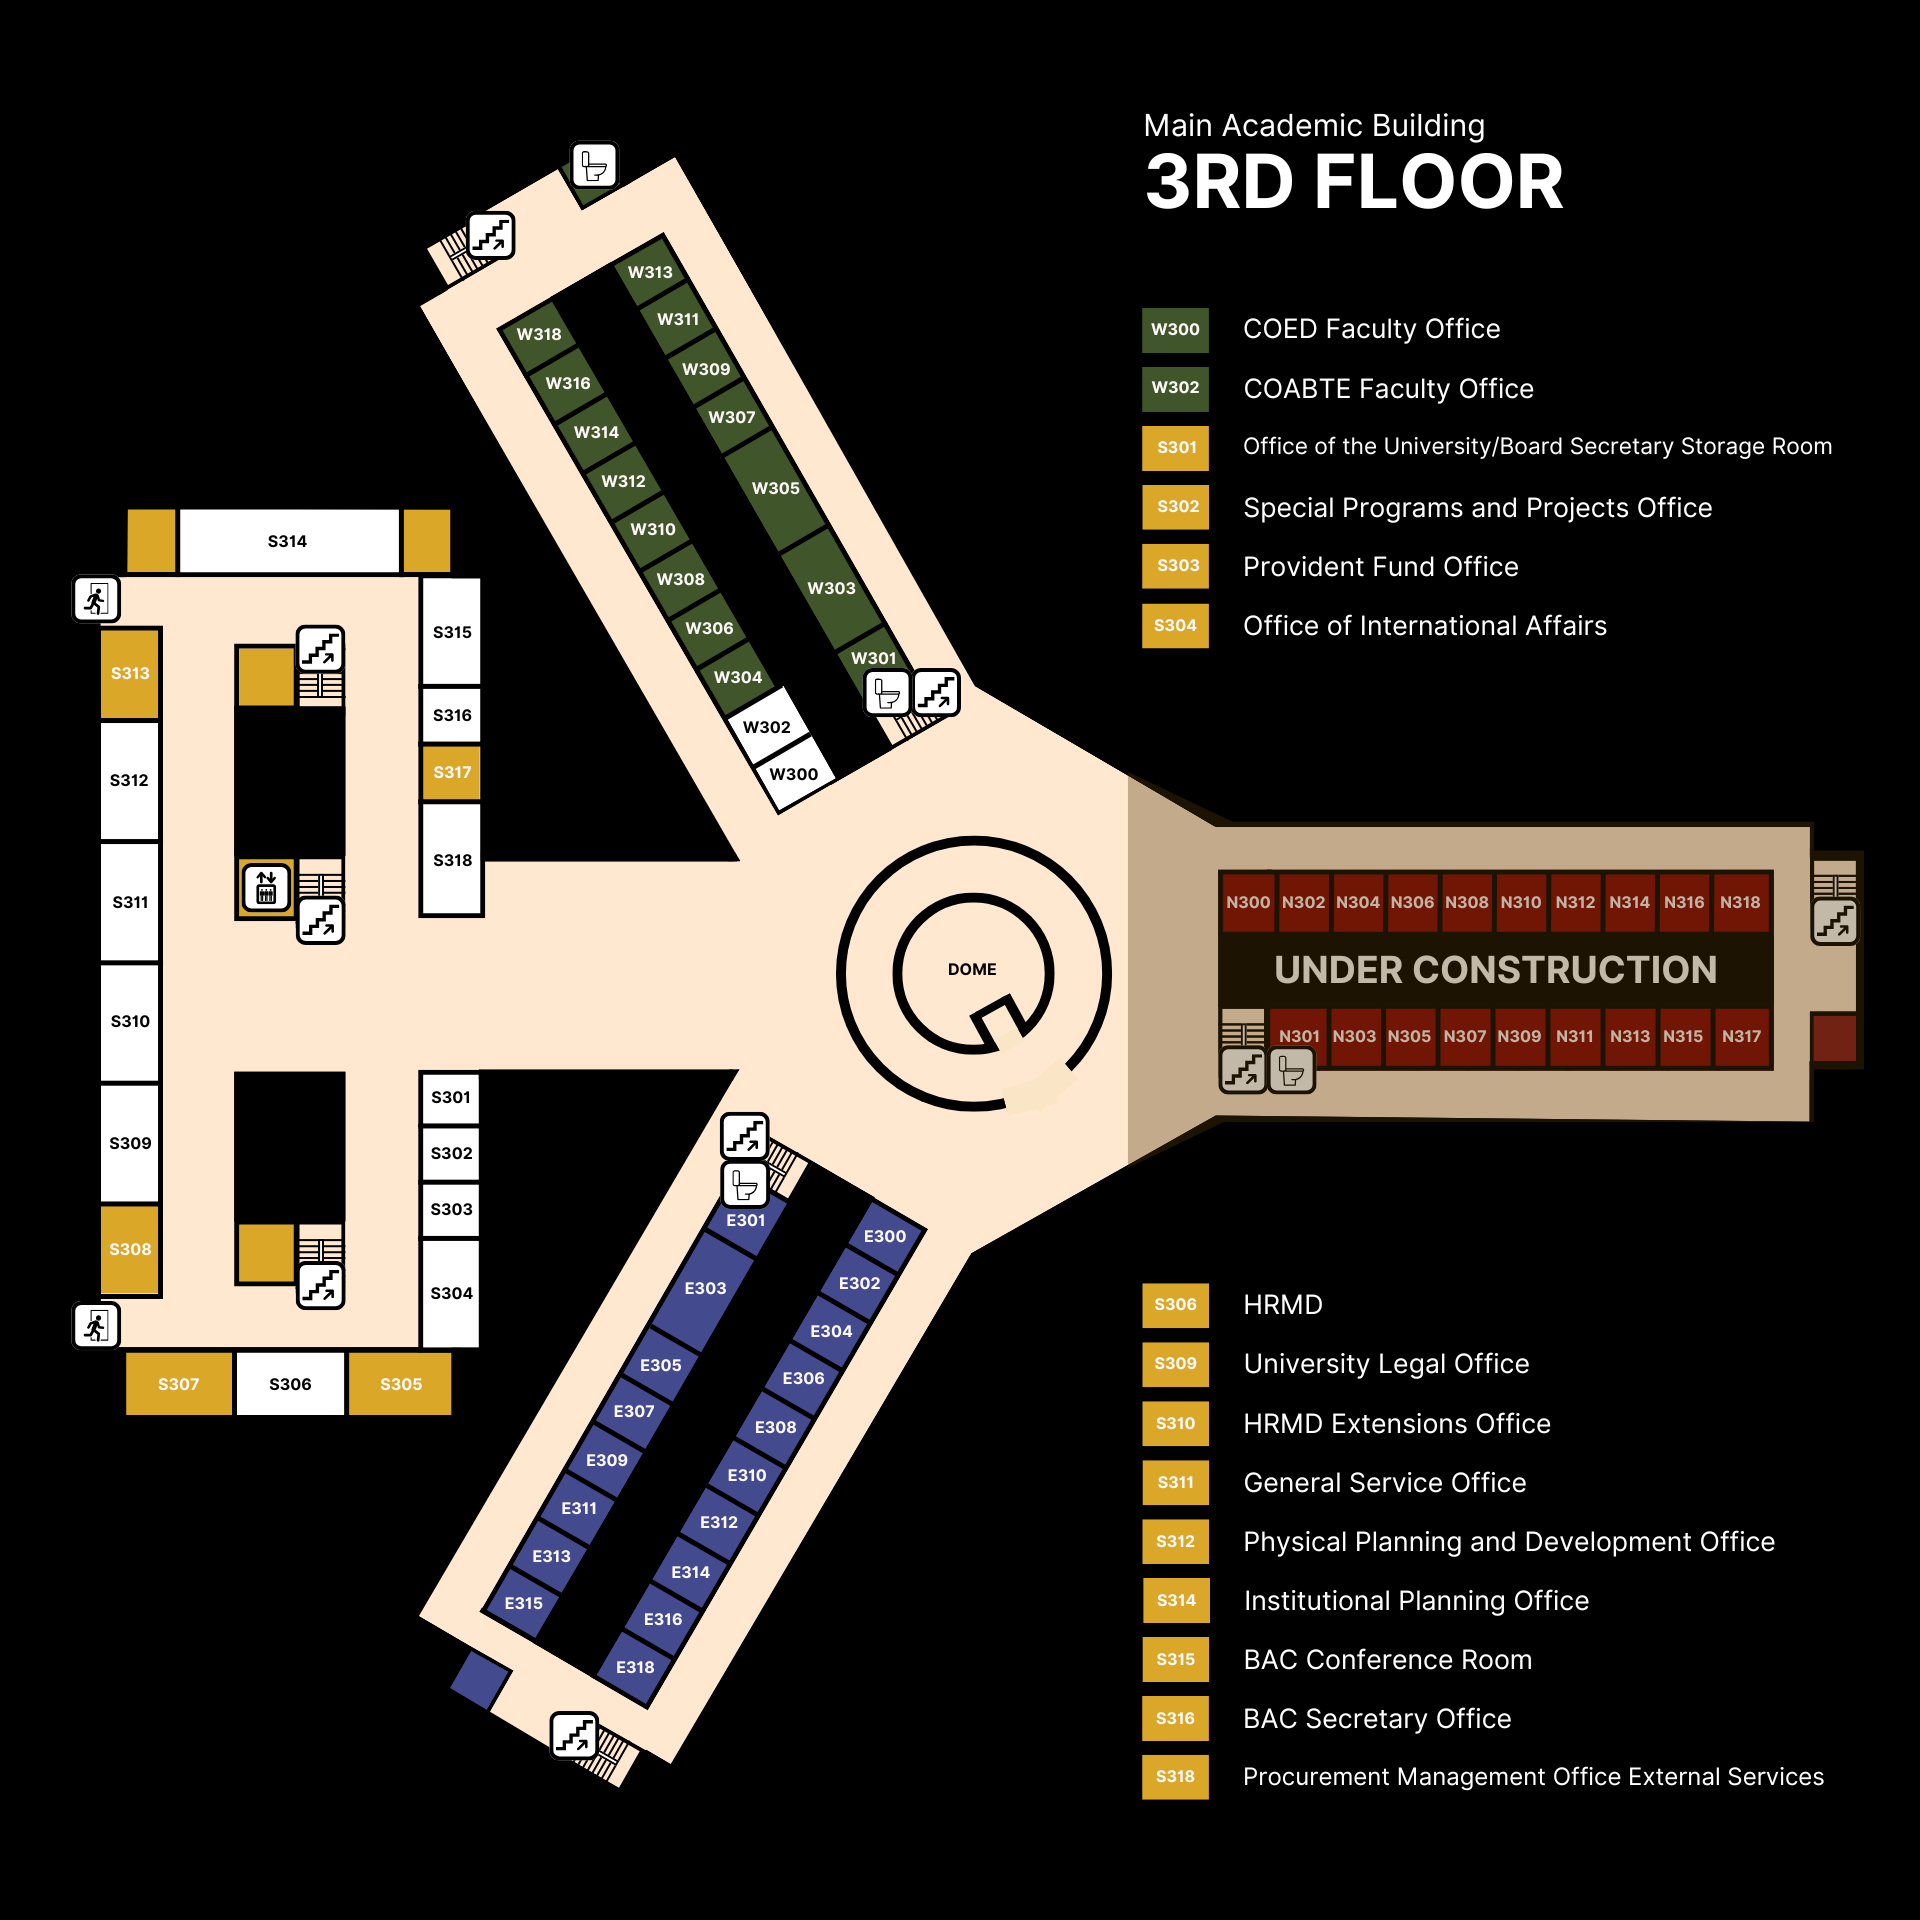 Main Academic Building
3RD FLOOR
W300 COED Faculty Office
W302 COABTE Faculty Office
S301 Office of the University/Board Secretary Storage Room
S302 Special Programs and Projects Office
S303 Provident Fund Office
S304 Office of International Affairs
W313
W311
W309
W307
W305
W303
W301
W318
W316
W314
W312
W310
W308
W306
W304
W302
W300
S314
S315
S316
S317
S318
S313
S312
S311
S310
S309
S308
S301
S302
S303
S304
S307 S306 S305
DOME
N300 N302 N304 N306 N308 N310 N312 N314 N316 N318
UNDER CONSTRUCTION
N301 N303 N305 N307 N309 N311 N313 N315 N317
E301
E303
E305
E307
E309
E311
E313
E315
E300
E302
E304
E306
E308
E310
E312
E314
E316
E318
S306 HRMD
S309 University Legal Office
S310 HRMD Extensions Office
S311 General Service Office
S312 Physical Planning and Development Office
S314 Institutional Planning Office
S315 BAC Conference Room
S316 BAC Secretary Office
S318 Procurement Management Office External Services